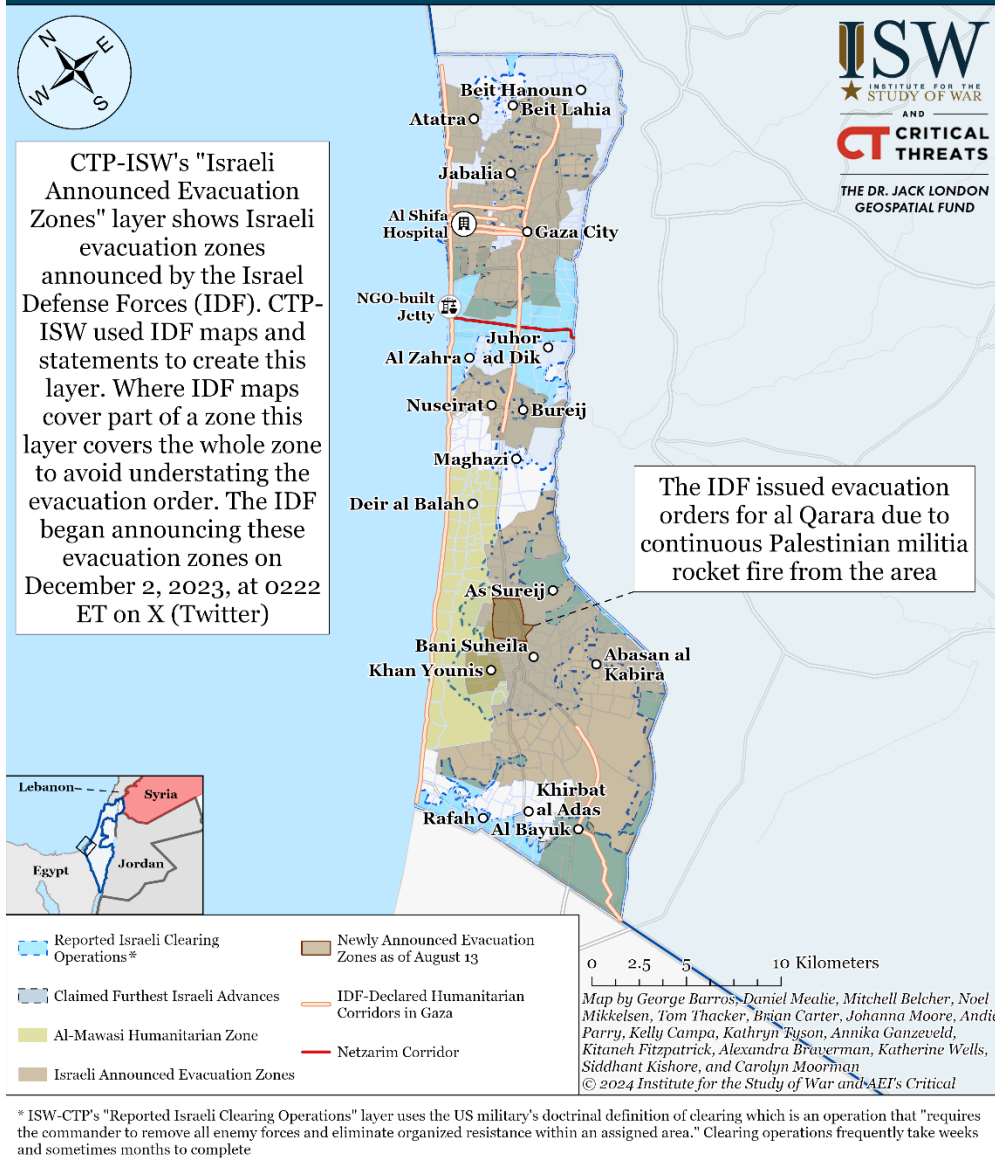 N
E
W
S
ISW
INSTITUTE FOR THE
STUDY OF WAR
AND
CT CRITICAL
THREATS
THE DR. JACK LONDON
GEOSPATIAL FUND
CTP-ISW's "Israeli
Announced Evacuation
Zones" layer shows Israeli
evacuation zones
announced by the Israel
Defense Forces (IDF). CTP-
ISW used IDF maps and
statements to create this
layer. Where IDF maps
cover part of a zone this
layer covers the whole
zone to avoid understating the
evacuation order. The IDF
began announcing these
evacuation zones on
December 2, 2023, at 0222
ET on X (Twitter)
Beit Hanoun
Beit Lahia
Atatra
Jabalia
Al Shifa
Hospital
Gaza City
NGO-built
Jetty
Juhor
ad Dik
Al Zahra
Nuseirat
Bureij
Maghazi
Deir al Balah
The IDF issued evacuation
orders for al Qarara due to
continuous Palestinian militia
rocket fire from the area
As Sureij
Bani Suheila
Khan Younis
Abasan al
Kabira
Khirbat
al Adas
Rafah
Al Bayuk
Lebanon
Syria
Egypt
Jordan
Reported Israeli Clearing
Operations*
Claimed Furthest Israeli Advances
Al-Mawasi Humanitarian Zone
Israeli Announced Evacuation Zones
Newly Announced Evacuation
Zones as of August 13
IDF-Declared Humanitarian
Corridors in Gaza
Netzarim Corridor
0 2.5 5 10 Kilometers
Map by George Barros, Daniel Mealie, Mitchell Belcher, Noel
Mikkelsen, Tom Thacker, Brian Carter, Johanna Moore, Andie
Parry, Kelly Campa, Kathryn Tyson, Annika Ganzeveld,
Kitaneh Fitzpatrick, Alexandra Braverman, Katherine Wells,
Siddhant Kishore, and Carolyn Moorman
© 2024 Institute for the Study of War and AEI's Critical
* ISW-CTP's "Reported Israeli Clearing Operations" layer uses the US military's doctrinal definition of clearing which is an operation that "requires
the commander to remove all enemy forces and eliminate organized resistance within an assigned area." Clearing operations frequently take weeks
and sometimes months to complete